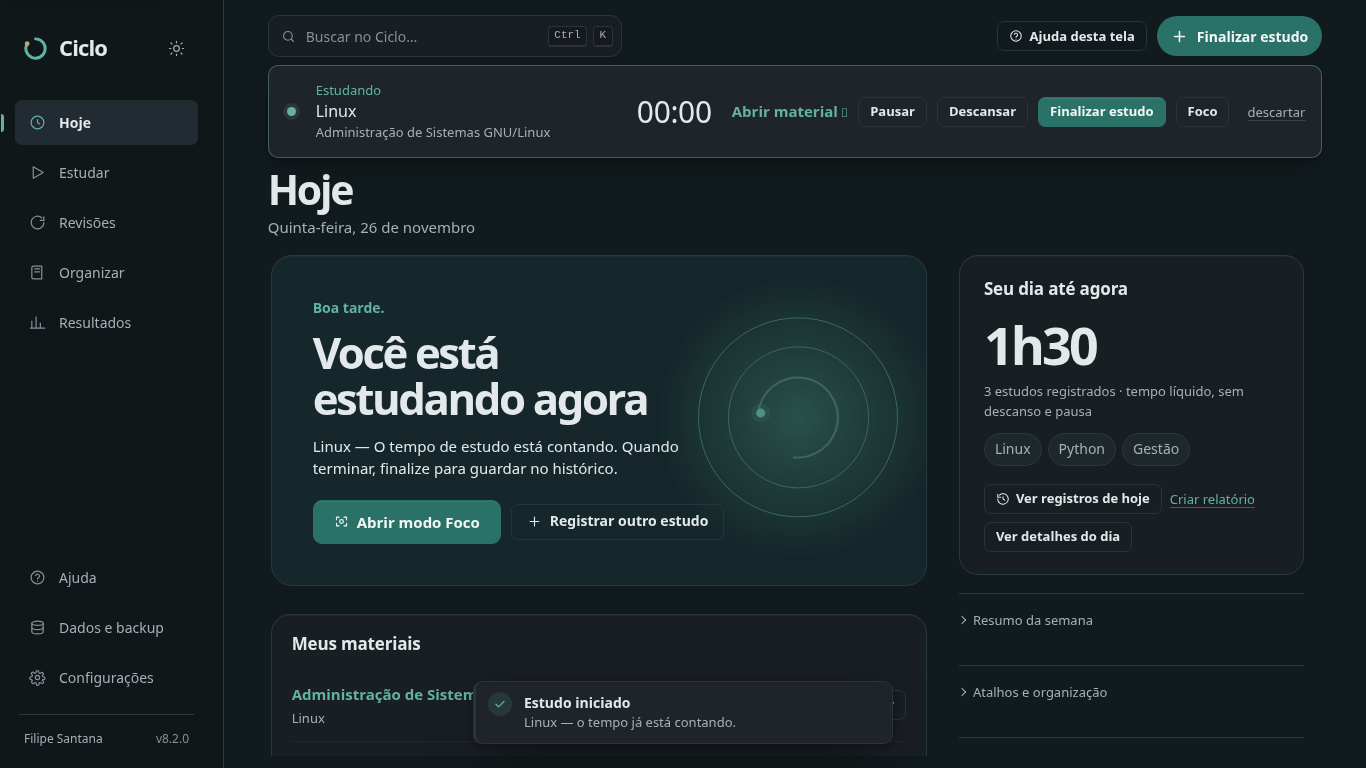 Ciclo
Hoje
Estudar
Revisões
Organizar
Resultados
Ajuda
Dados e backup
Configurações
Filipe Santana
v8.2.0
Buscar no Ciclo...
Ctrl K
Ajuda desta tela
Finalizar estudo
Estudando
Linux
Administração de Sistemas GNU/Linux
00:00
Abrir material
Pausar
Descansar
Finalizar estudo
Foco
descartar
Hoje
Quinta-feira, 26 de novembro
Boa tarde.
Você está
estudando agora
Linux — O tempo de estudo está contando. Quando
terminar, finalize para guardar no histórico.
Abrir modo Foco
Registrar outro estudo
Seu dia até agora
1h30
3 estudos registrados · tempo líquido, sem
descanso e pausa
Linux
Python
Gestão
Ver registros de hoje
Criar relatório
Ver detalhes do dia
Resumo da semana
Atalhos e organização
Meus materiais
Administração de Sistem
Linux
Estudo iniciado
Linux — o tempo já está contando.